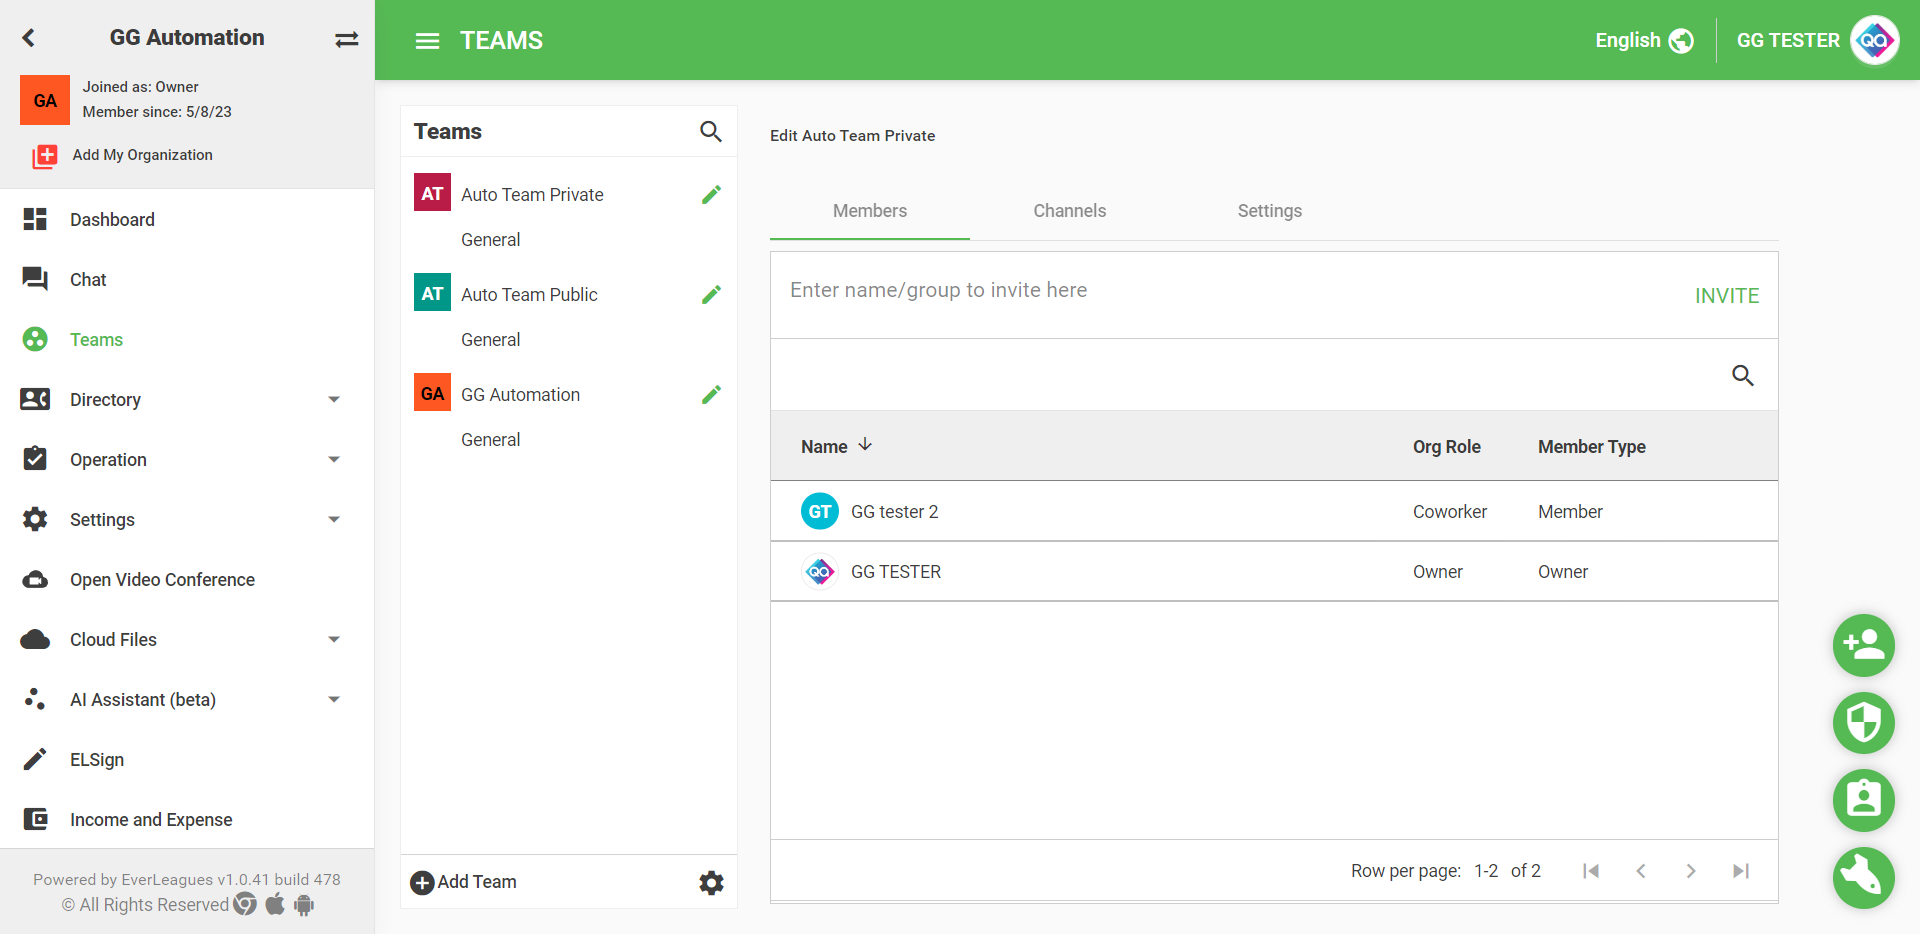 GG Automation
GA
Joined as: Owner
Member since: 5/8/23
Add My Organization
Dashboard
Chat
Teams
Directory
Operation
Settings
Open Video Conference
Cloud Files
AI Assistant (beta)
ELSign
Income and Expense
Powered by EverLeagues v1.0.41 build 478
© All Rights Reserved
TEAMS
English
GG TESTER
QA
Teams
AT Auto Team Private
General
AT Auto Team Public
General
GA GG Automation
General
Add Team
Edit Auto Team Private
Members Channels Settings
Enter name/group to invite here
INVITE
Name Org Role Member Type
GT GG tester 2 Coworker Member
QA GG TESTER Owner Owner
Row per page: 1-2 of 2